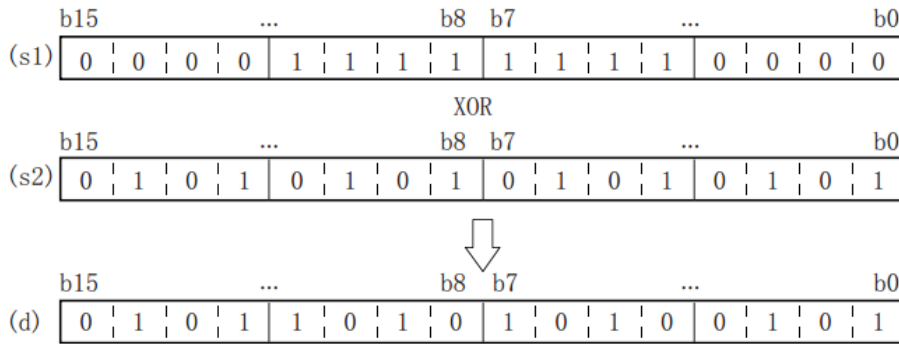 b15 ... b8 b7 ... b0
(s1) 0 0 0 0 1 1 1 1 1 1 1 1 0 0 0 0
XOR
b15 ... b8 b7 ... b0
(s2) 0 1 0 1 0 1 0 1 0 1 0 1 0 1 0 1
b15 ... b8 b7 ... b0
(d) 0 1 0 1 1 0 1 0 1 0 1 0 0 1 0 1